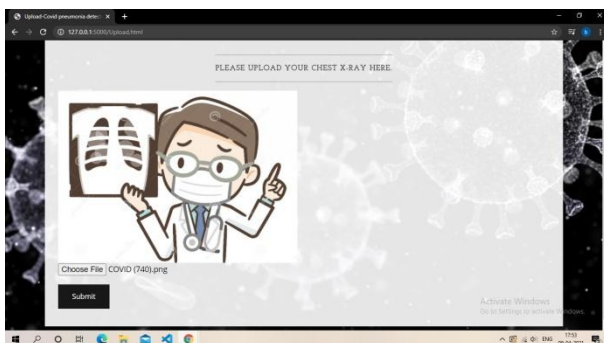 Upload-Covid pneumonia detec
127.0.0.1:5000/Upload.html
PLEASE UPLOAD YOUR CHEST X-RAY HERE.
Choose File COVID (740).png
Submit
Activate Windows
Go to Settings to activate Windows.
ENG
17:53